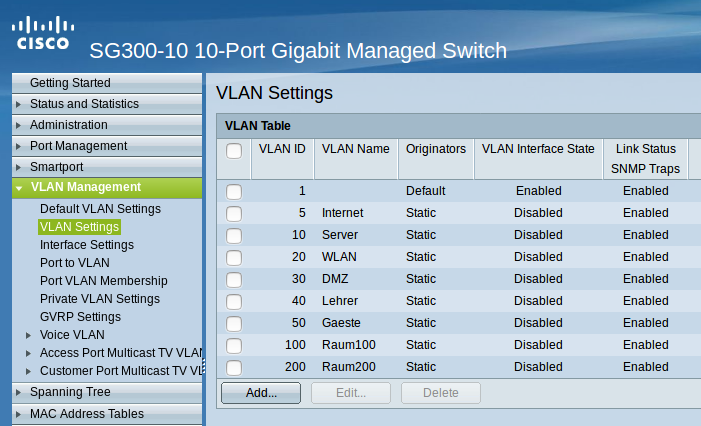 CISCO
SG300-10 10-Port Gigabit Managed Switch
Getting Started
Status and Statistics
Administration
Port Management
Smartport
VLAN Management
Default VLAN Settings
VLAN Settings
Interface Settings
Port to VLAN
Port VLAN Membership
Private VLAN Settings
GVRP Settings
Voice VLAN
Access Port Multicast TV VLAN
Customer Port Multicast TV VL
Spanning Tree
MAC Address Tables
VLAN Settings
VLAN Table
VLAN ID VLAN Name Originators VLAN Interface State Link Status
SNMP Traps
1 Default Enabled Enabled
5 Internet Static Disabled Enabled
10 Server Static Disabled Enabled
20 WLAN Static Disabled Enabled
30 DMZ Static Disabled Enabled
40 Lehrer Static Disabled Enabled
50 Gaeste Static Disabled Enabled
100 Raum100 Static Disabled Enabled
200 Raum200 Static Disabled Enabled
Add... Edit... Delete